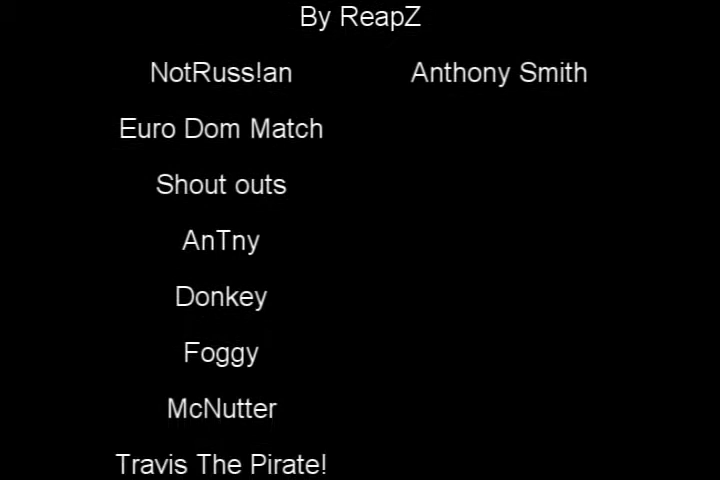 By ReapZ
NotRuss!an Anthony Smith
Euro Dom Match
Shout outs
AnTny
Donkey
Foggy
McNutter
Travis The Pirate!